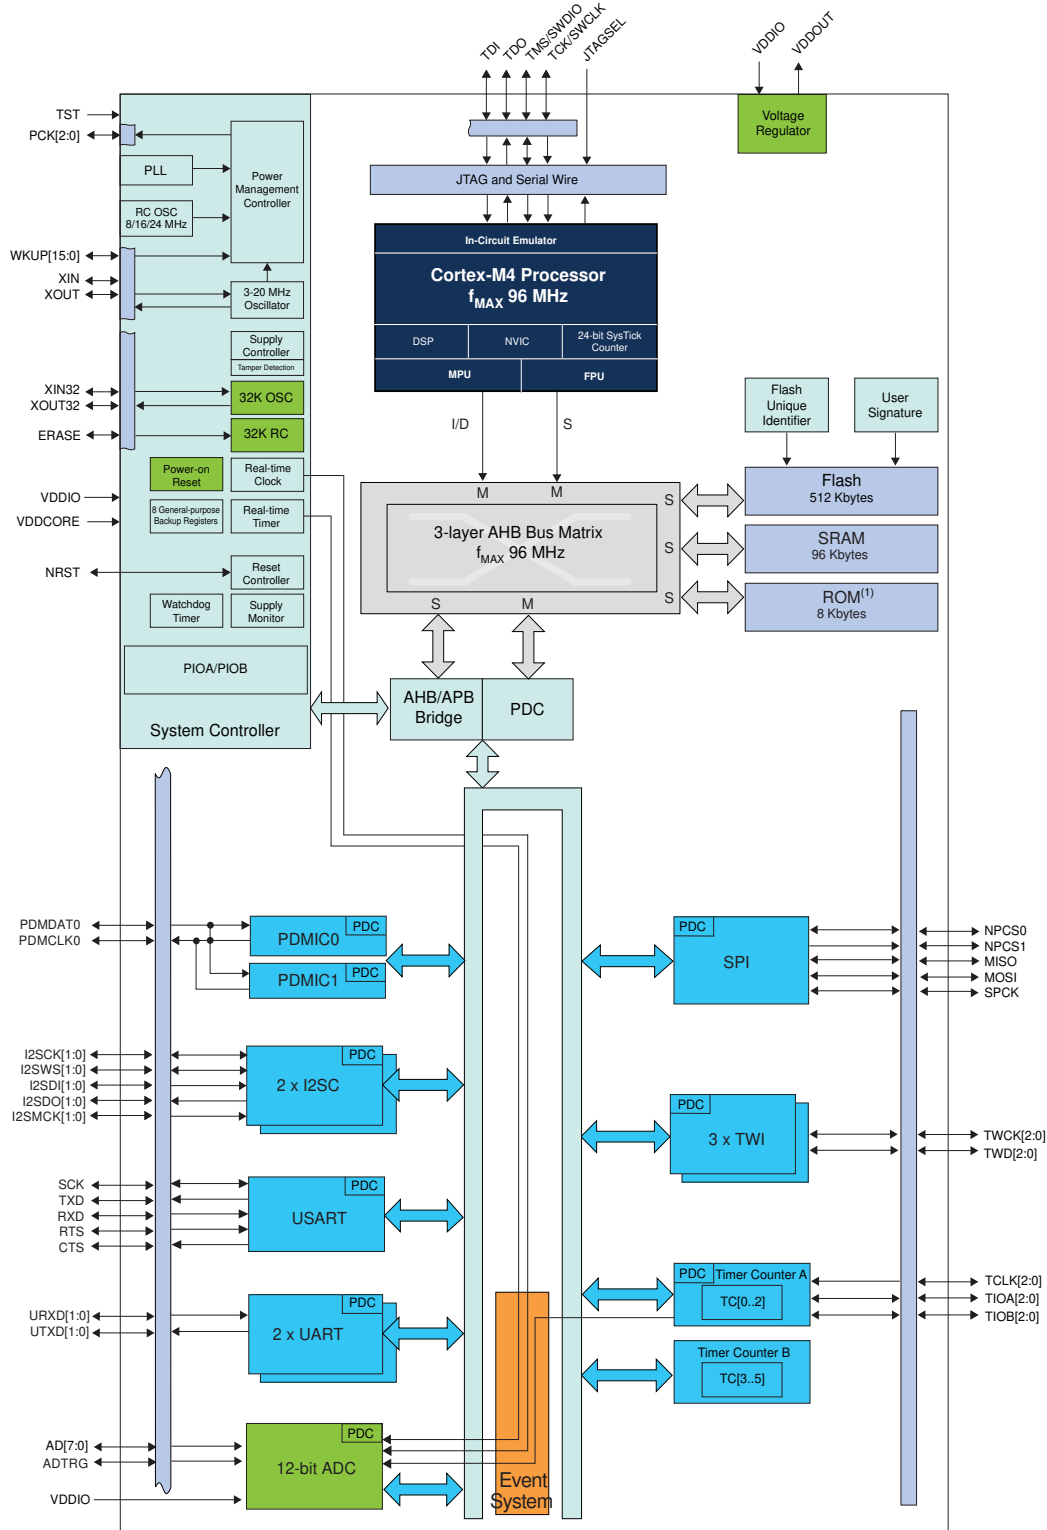 TDI
TDO
TMS/SWDIO
TCK/SWCLK
JTAGSEL
VDDIO
VDDOUT
TST
PCK[2:0]
Voltage
Regulator
PLL
Power
Management
Controller
JTAG and Serial Wire
RC OSC
8/16/24 MHz
In-Circuit Emulator
WKUP[15:0]
XIN
XOUT
3-20 MHz
Oscillator
Cortex-M4 Processor
fMAX 96 MHz
DSP
NVIC
24-bit SysTick
Counter
MPU
FPU
Supply
Controller
Tamper Detection
XIN32
XOUT32
32K OSC
ERASE
32K RC
I/D
S
Flash
Unique
Identifier
User
Signature
Power-on
Reset
Real-time
Clock
VDDIO
VDDCORE
8 General-purpose
Backup Registers
Real-time
Timer
M
M
S
Flash
512 Kbytes
3-layer AHB Bus Matrix
fMAX 96 MHz
S
SRAM
96 Kbytes
NRST
Reset
Controller
Watchdog
Timer
Supply
Monitor
S
M
S
ROM(1)
8 Kbytes
PIOA/PIOB
System Controller
AHB/APB
Bridge
PDC
PDMDAT0
PDMCLK0
PDC
PDMIC0
PDC
PDMIC1
PDC
SPI
NPCS0
NPCS1
MISO
MOSI
SPCK
I2SCK[1:0]
I2SWS[1:0]
I2SDI[1:0]
I2SDO[1:0]
I2SMCK[1:0]
PDC
2 x I2SC
PDC
3 x TWI
TWCK[2:0]
TWD[2:0]
SCK
TXD
RXD
RTS
CTS
PDC
USART
PDC
Timer Counter A
TC[0..2]
TCLK[2:0]
TIOA[2:0]
TIOB[2:0]
URXD[1:0]
UTXD[1:0]
PDC
2 x UART
Timer Counter B
TC[3..5]
AD[7:0]
ADTRG
VDDIO
PDC
12-bit ADC
Event
System